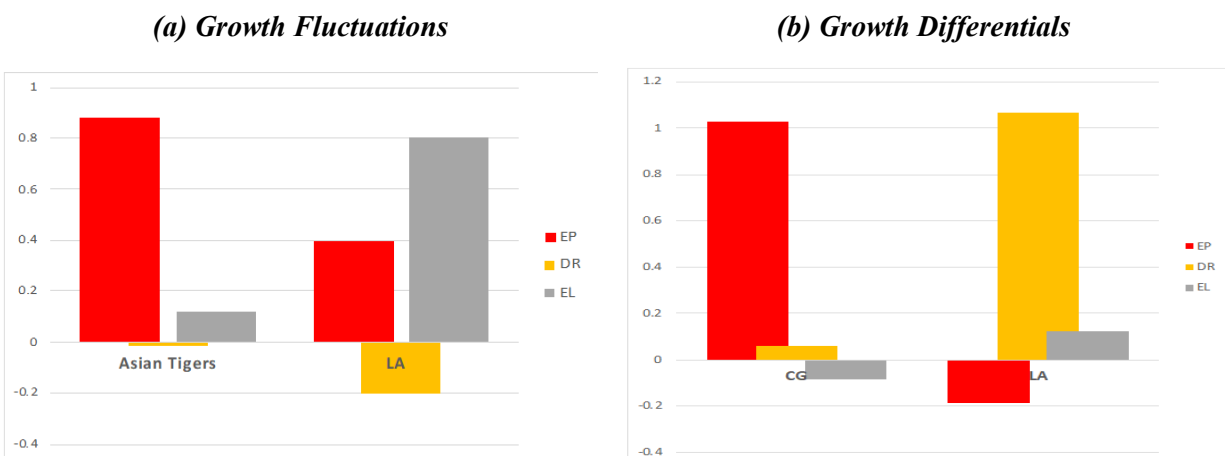 (a) Growth Fluctuations
1
0.8
0.6
0.4
0.2
0
-0.2
-0.4
Asian Tigers
LA
EP
DR
EL
(b) Growth Differentials
1.2
1
0.8
0.6
0.4
0.2
0
-0.2
-0.4
CG
LA
EP
DR
EL